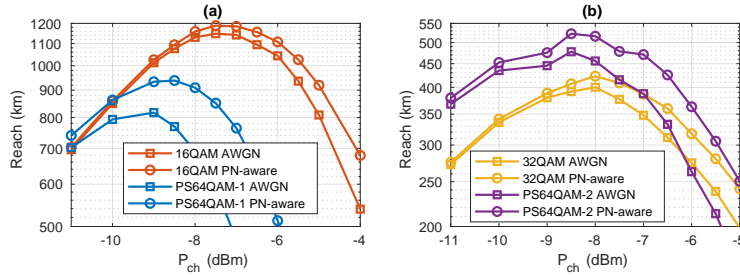 (a)
1200
1100
1000
900
800
700
600
500
Reach (km)
-10
-8
-6
-4
P_ch (dBm)
16QAM AWGN
16QAM PN-aware
PS64QAM-1 AWGN
PS64QAM-1 PN-aware
(b)
550
500
450
400
350
300
250
200
Reach (km)
-11
-10
-9
-8
-7
-6
-5
P_ch (dBm)
32QAM AWGN
32QAM PN-aware
PS64QAM-2 AWGN
PS64QAM-2 PN-aware